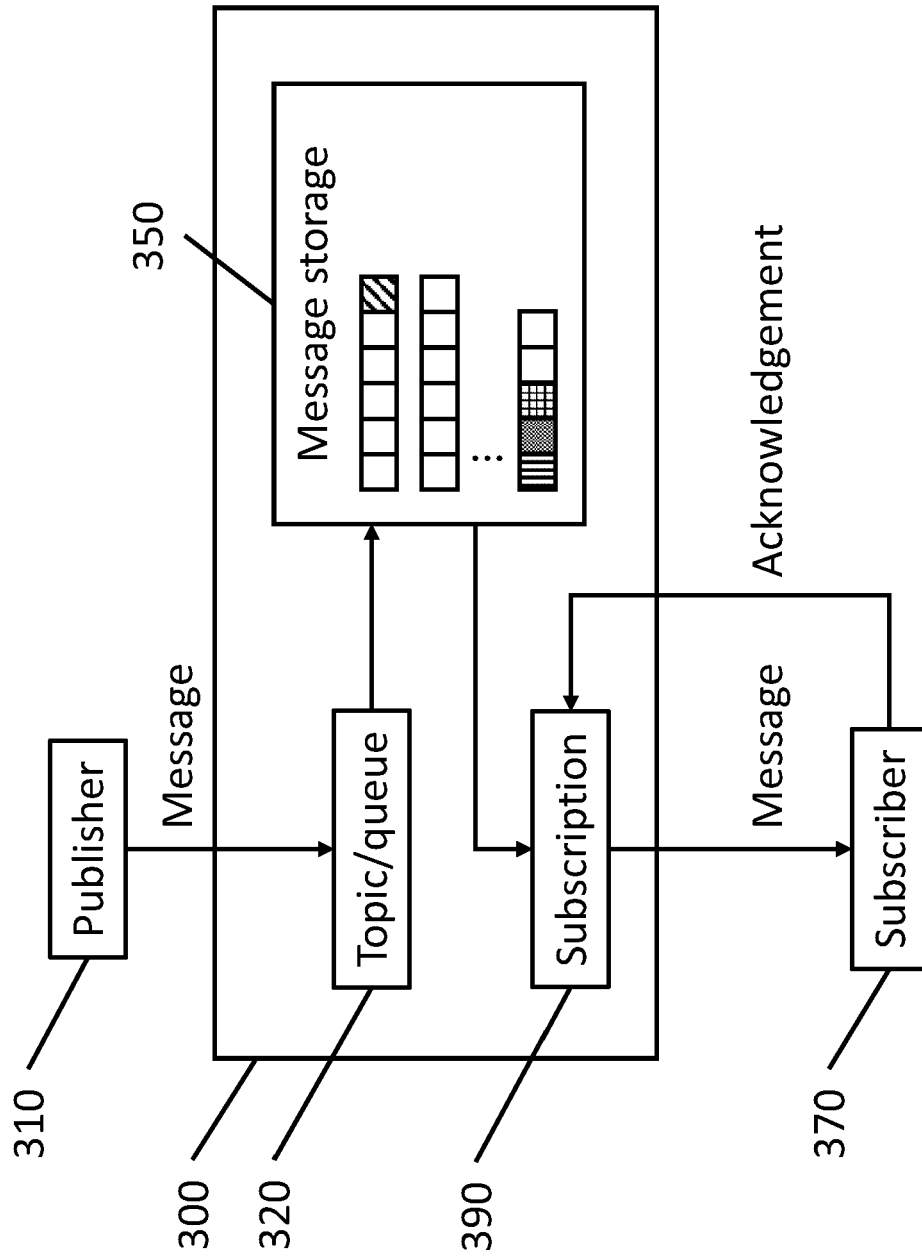 310
Publisher
Message
300
320
Topic/queue
350
Message storage
...
390
Subscription
Message
Acknowledgement
370
Subscriber